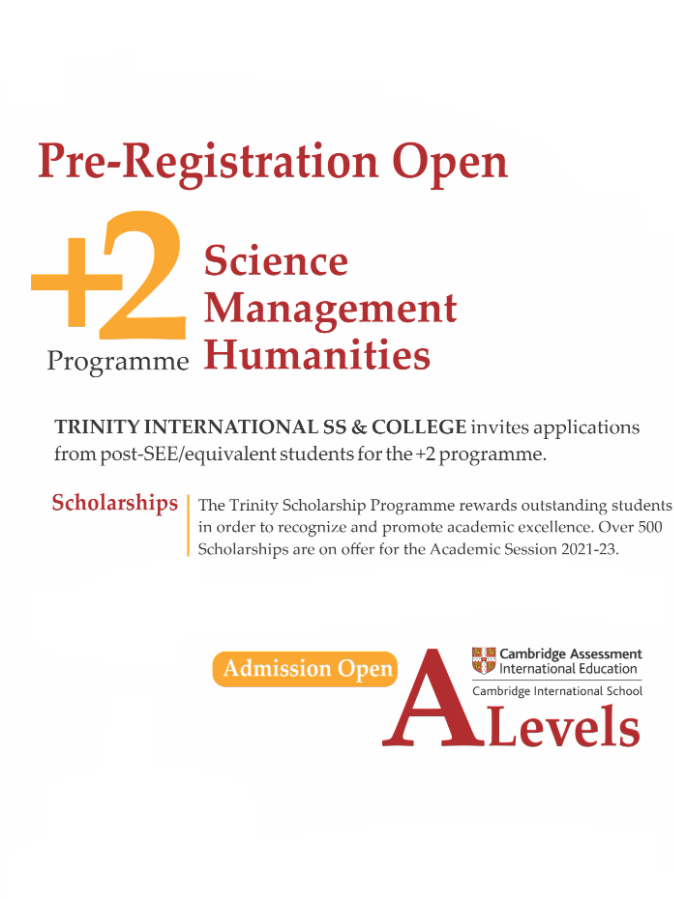 Pre-Registration Open
+2
Programme
Science
Management
Humanities
TRINITY INTERNATIONAL SS & COLLEGE invites applications
from post-SEE/equivalent students for the +2 programme.
Scholarships
The Trinity Scholarship Programme rewards outstanding students
in order to recognize and promote academic excellence. Over 500
Scholarships are on offer for the Academic Session 2021-23.
Admission Open
Cambridge Assessment
International Education
Cambridge International School
A Levels